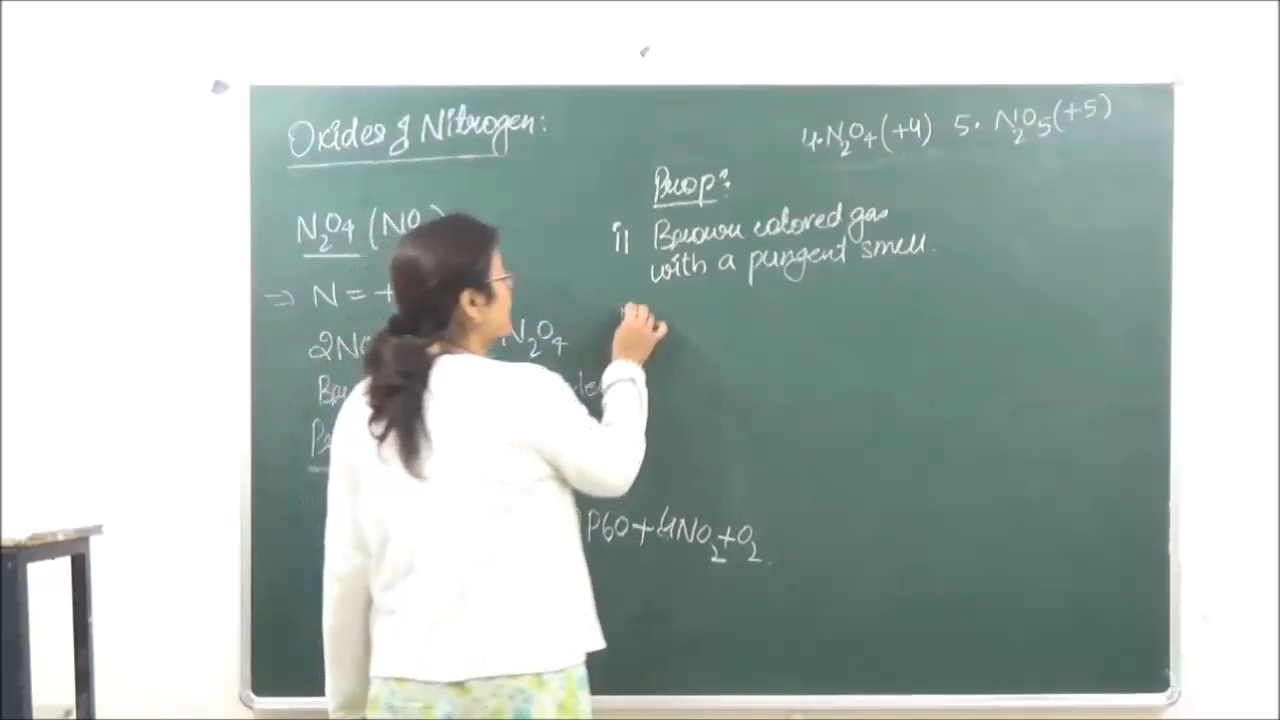 Oxides of Nitrogen:
4. N₂O₄ (+4) 5. N₂O₅ (+5)
N₂O₄ (NO
⇒ N = +
2NO N₂O₄
Prop:
i) Brown colored gas
with a pungent smell.
PbO + 4NO₂ + O₂.